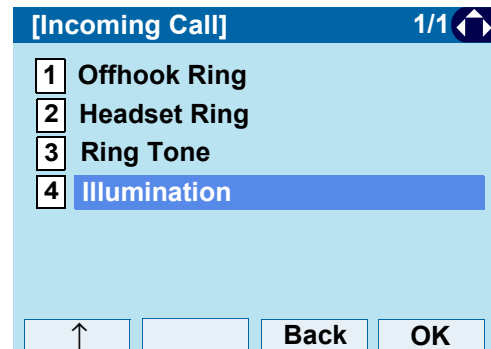 [Incoming Call] 1/1
1 Offhook Ring
2 Headset Ring
3 Ring Tone
4 Illumination
↑ Back OK